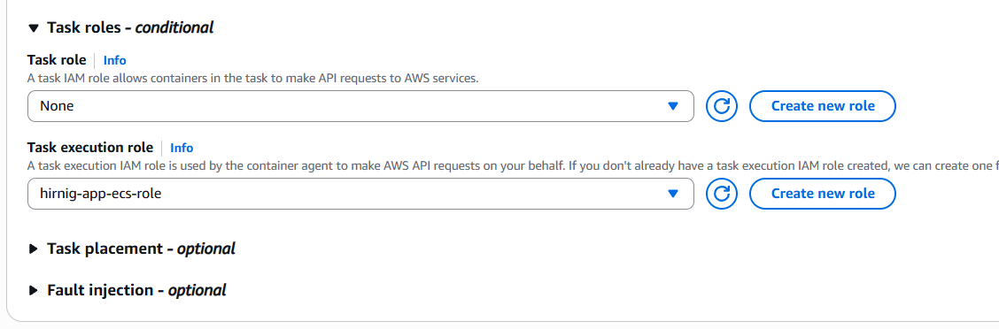 Task roles - conditional
Task role Info
A task IAM role allows containers in the task to make API requests to AWS services.
None Create new role
Task execution role Info
A task execution IAM role is used by the container agent to make AWS API requests on your behalf. If you don't already have a task execution IAM role created, we can create one f
hirnig-app-ecs-role Create new role
Task placement - optional
Fault injection - optional